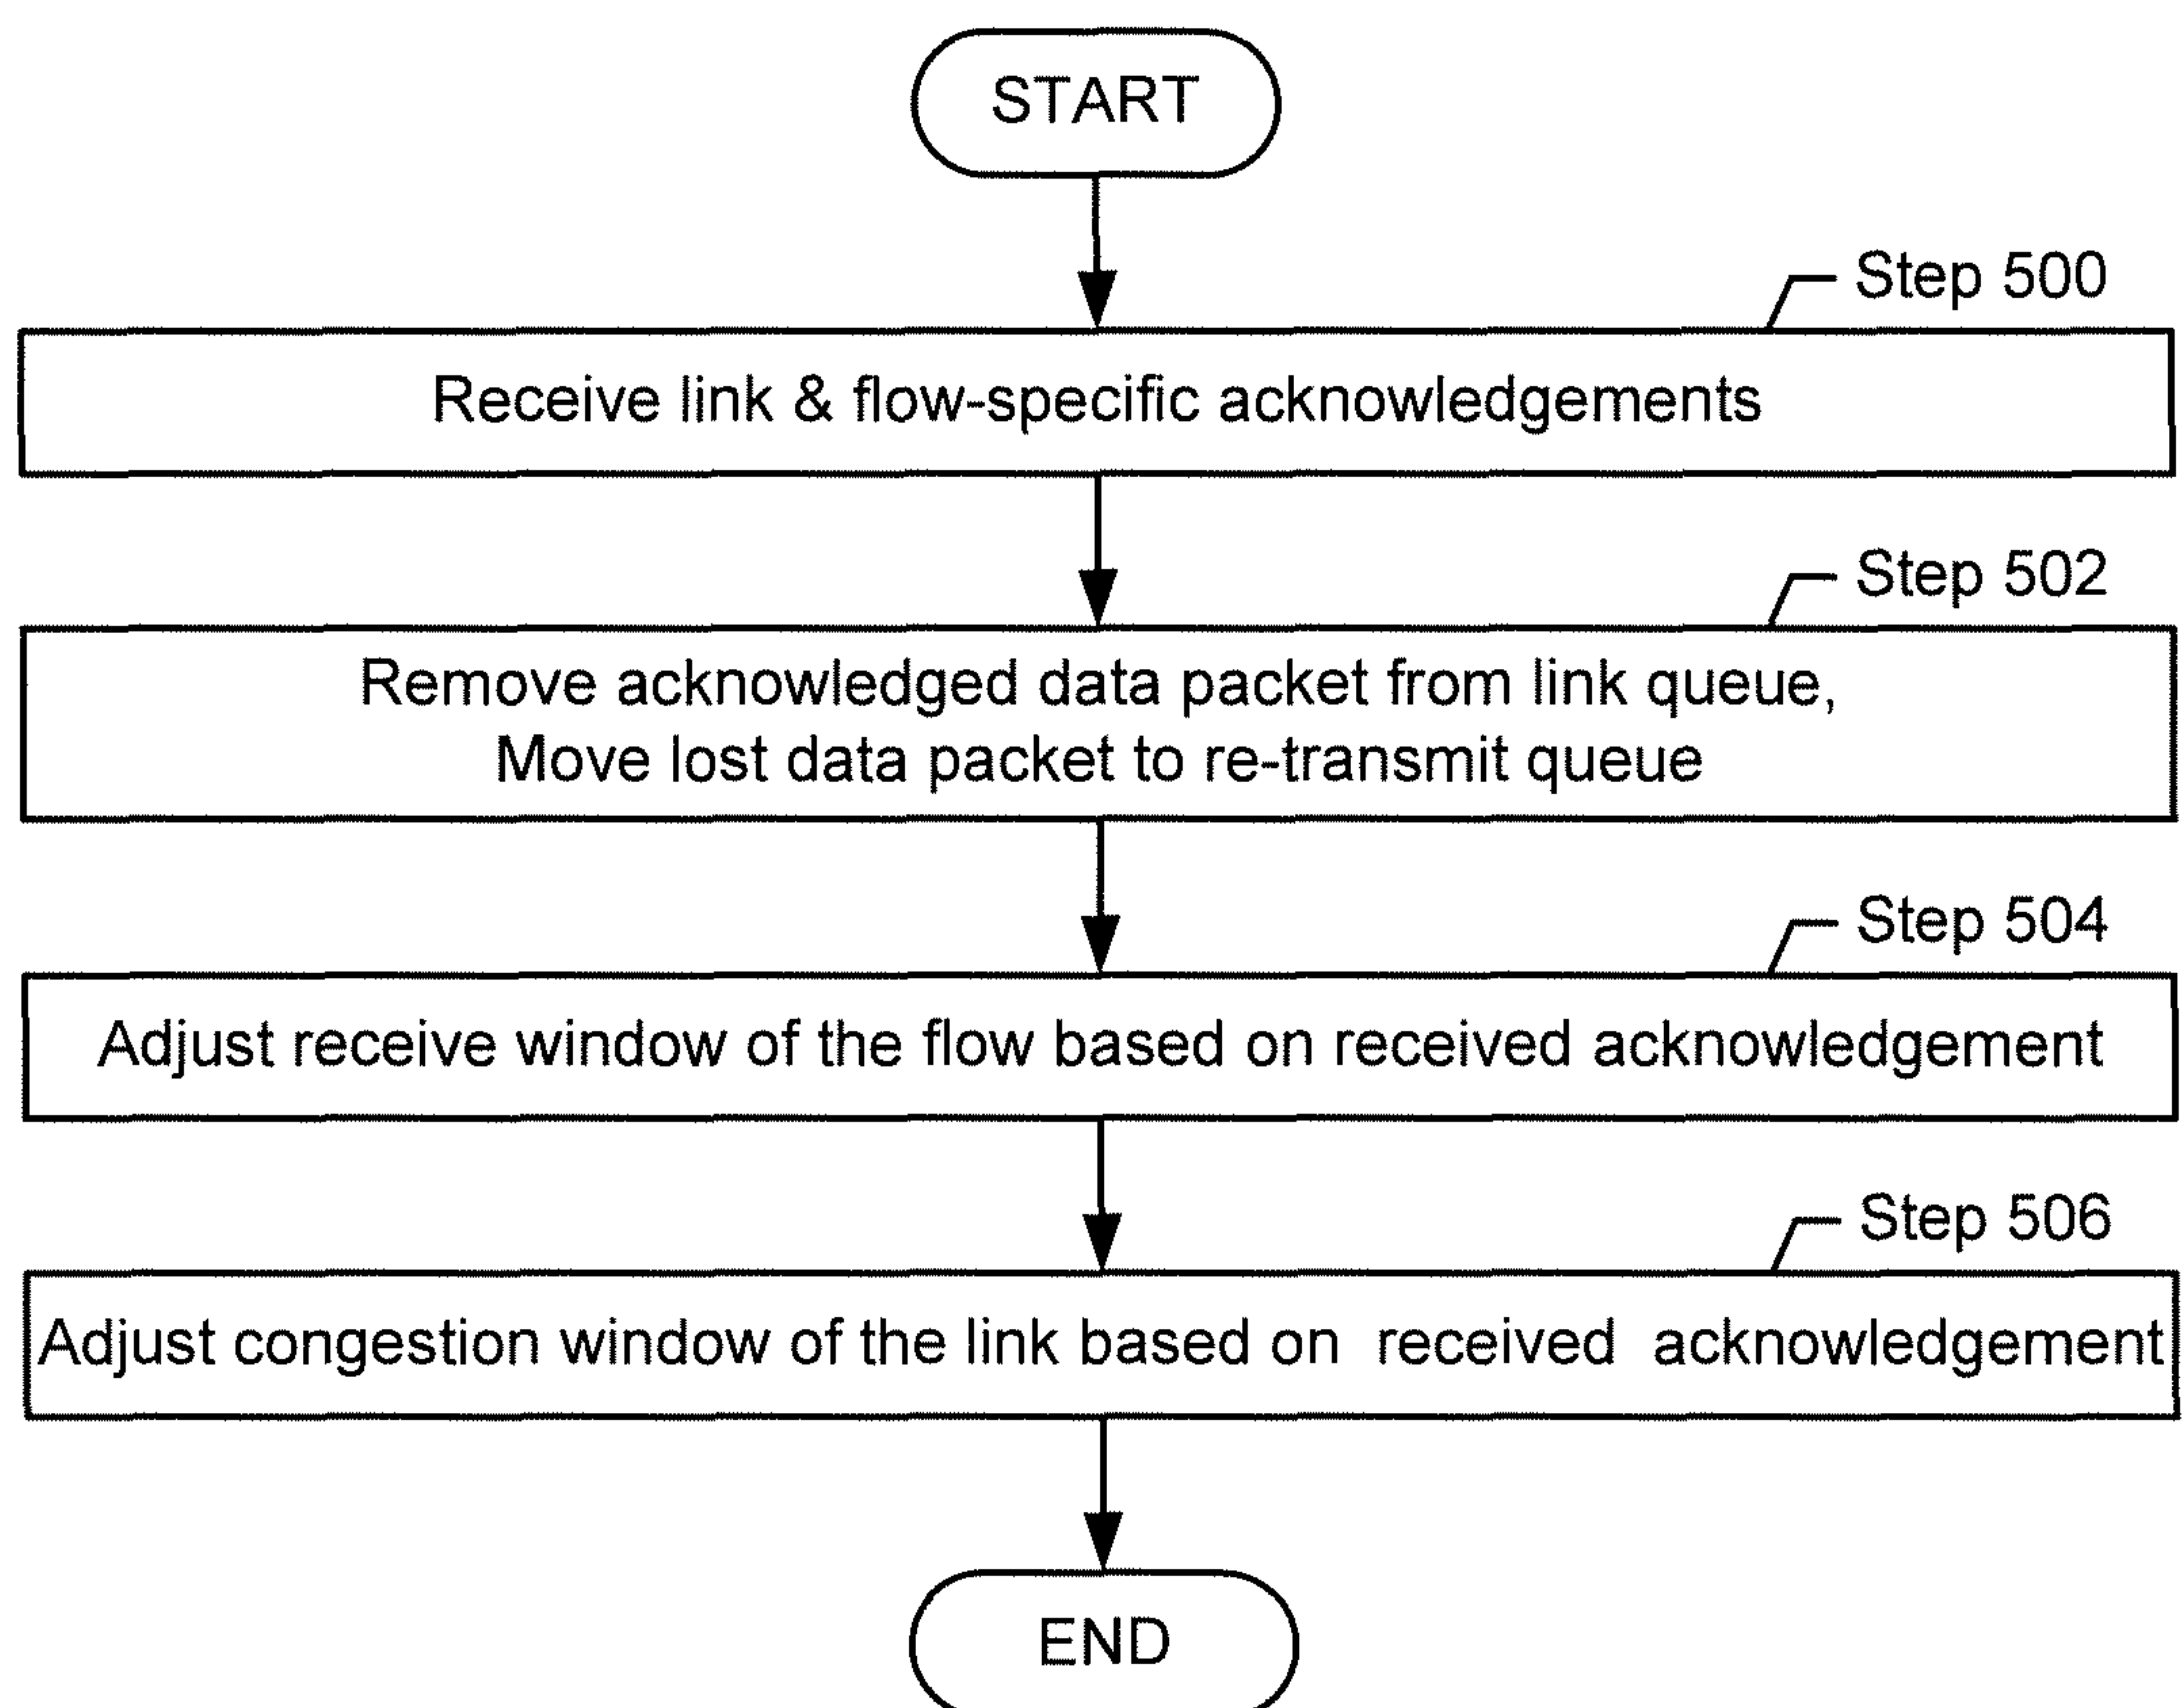 START
Step 500
Receive link & flow-specific acknowledgements
Step 502
Remove acknowledged data packet from link queue,
Move lost data packet to re-transmit queue
Step 504
Adjust receive window of the flow based on received acknowledgement
Step 506
Adjust congestion window of the link based on received acknowledgement
END